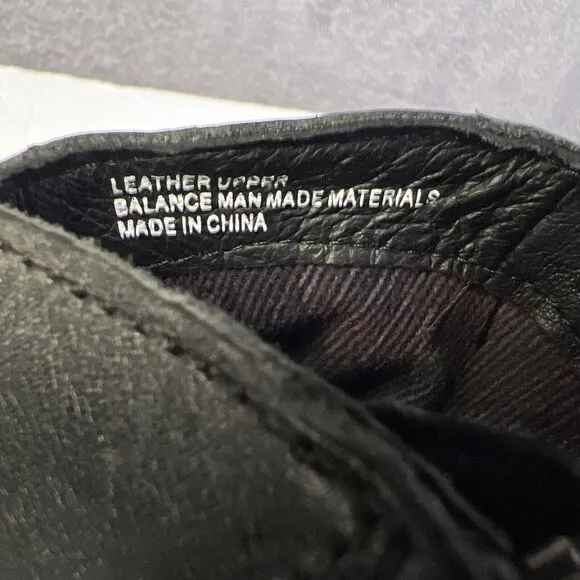 LEATHER UPPER
BALANCE MAN MADE MATERIALS
MADE IN CHINA